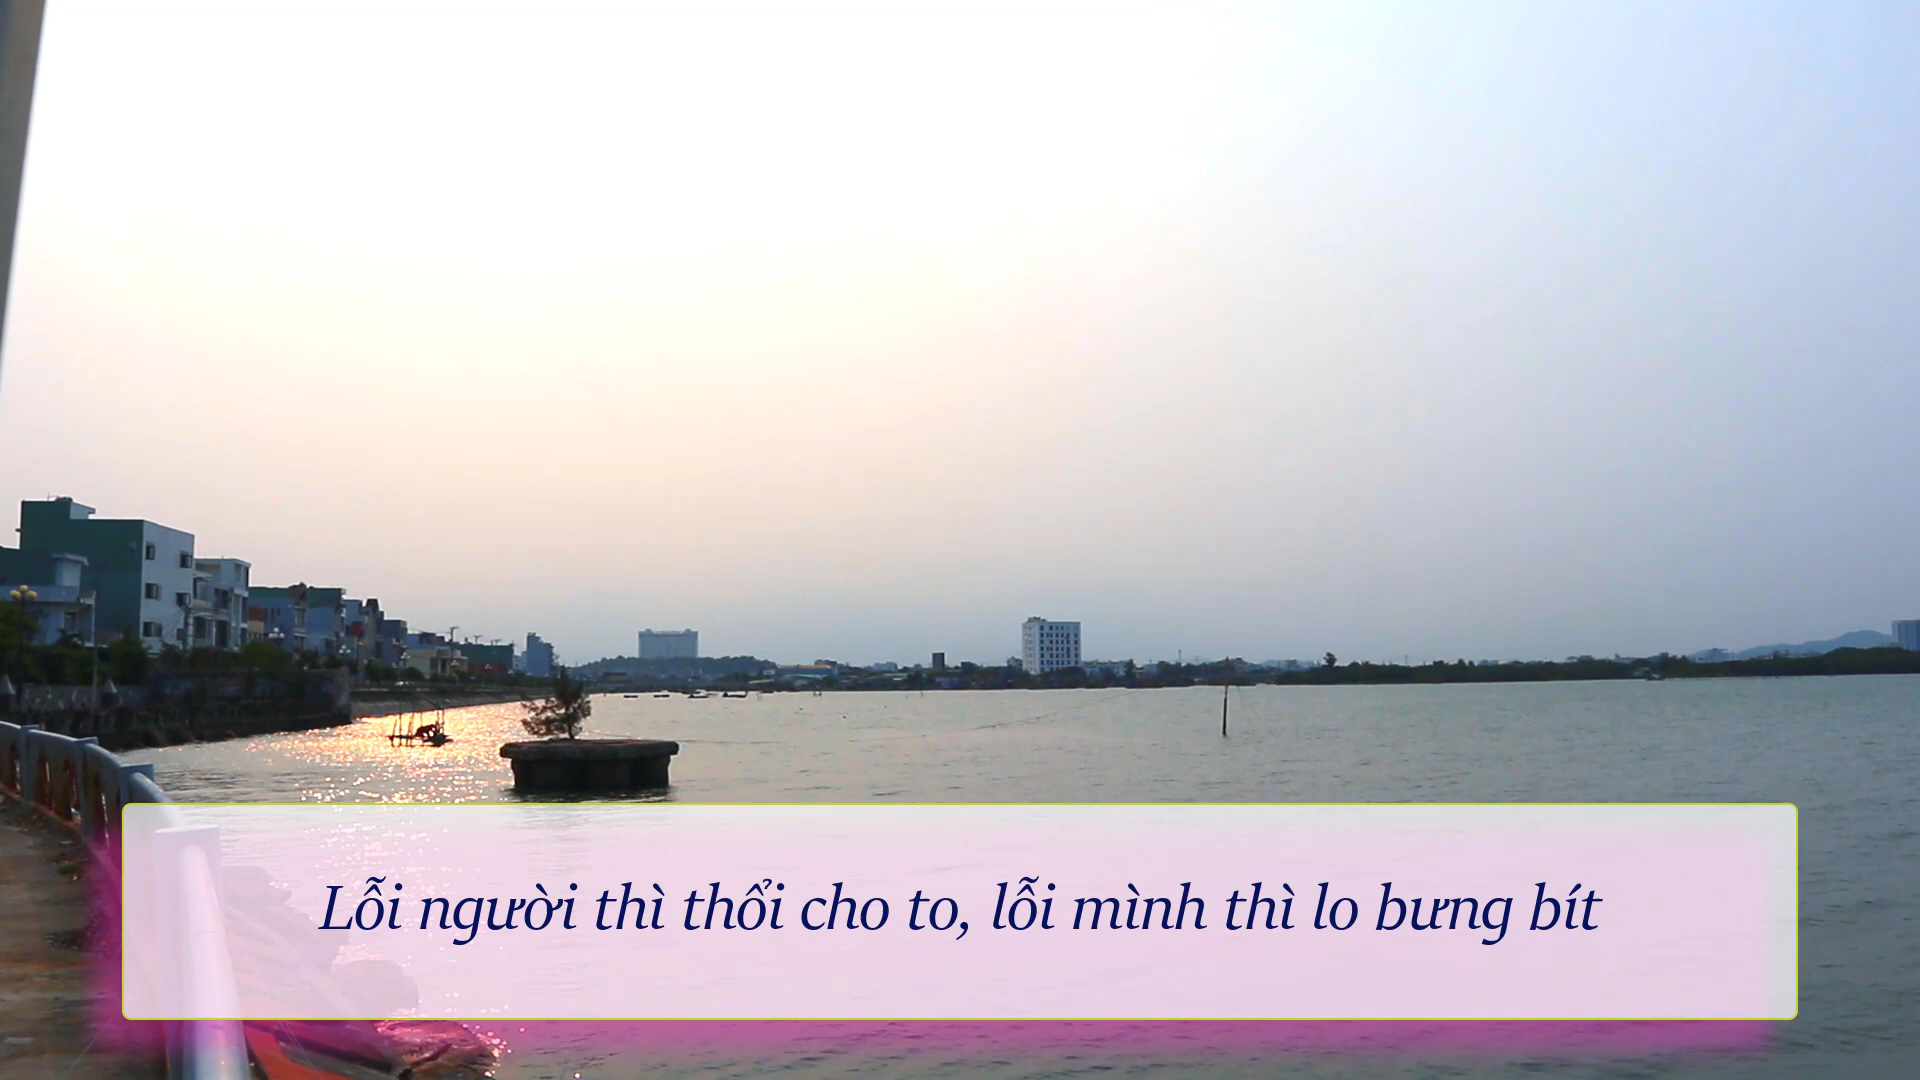 Lỗi người thì thổi cho to, lỗi mình thì lo bưng bít